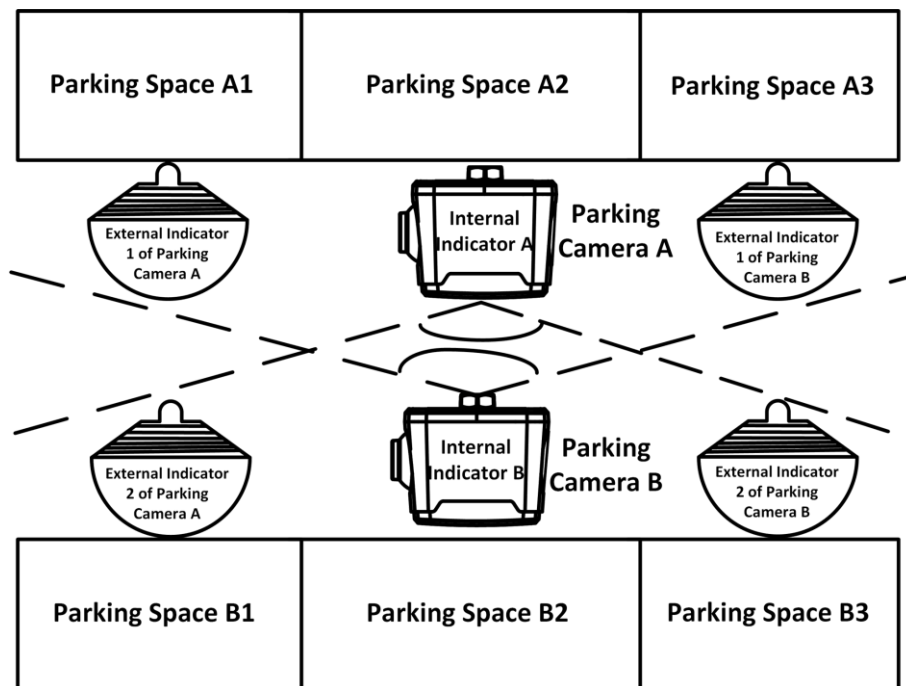 Parking Space A1
Parking Space A2
Parking Space A3
External Indicator
1 of Parking
Camera A
Internal
Indicator A
Parking
Camera A
External Indicator
1 of Parking
Camera B
External Indicator
2 of Parking
Camera A
Internal
Indicator B
Parking
Camera B
External Indicator
2 of Parking
Camera B
Parking Space B1
Parking Space B2
Parking Space B3